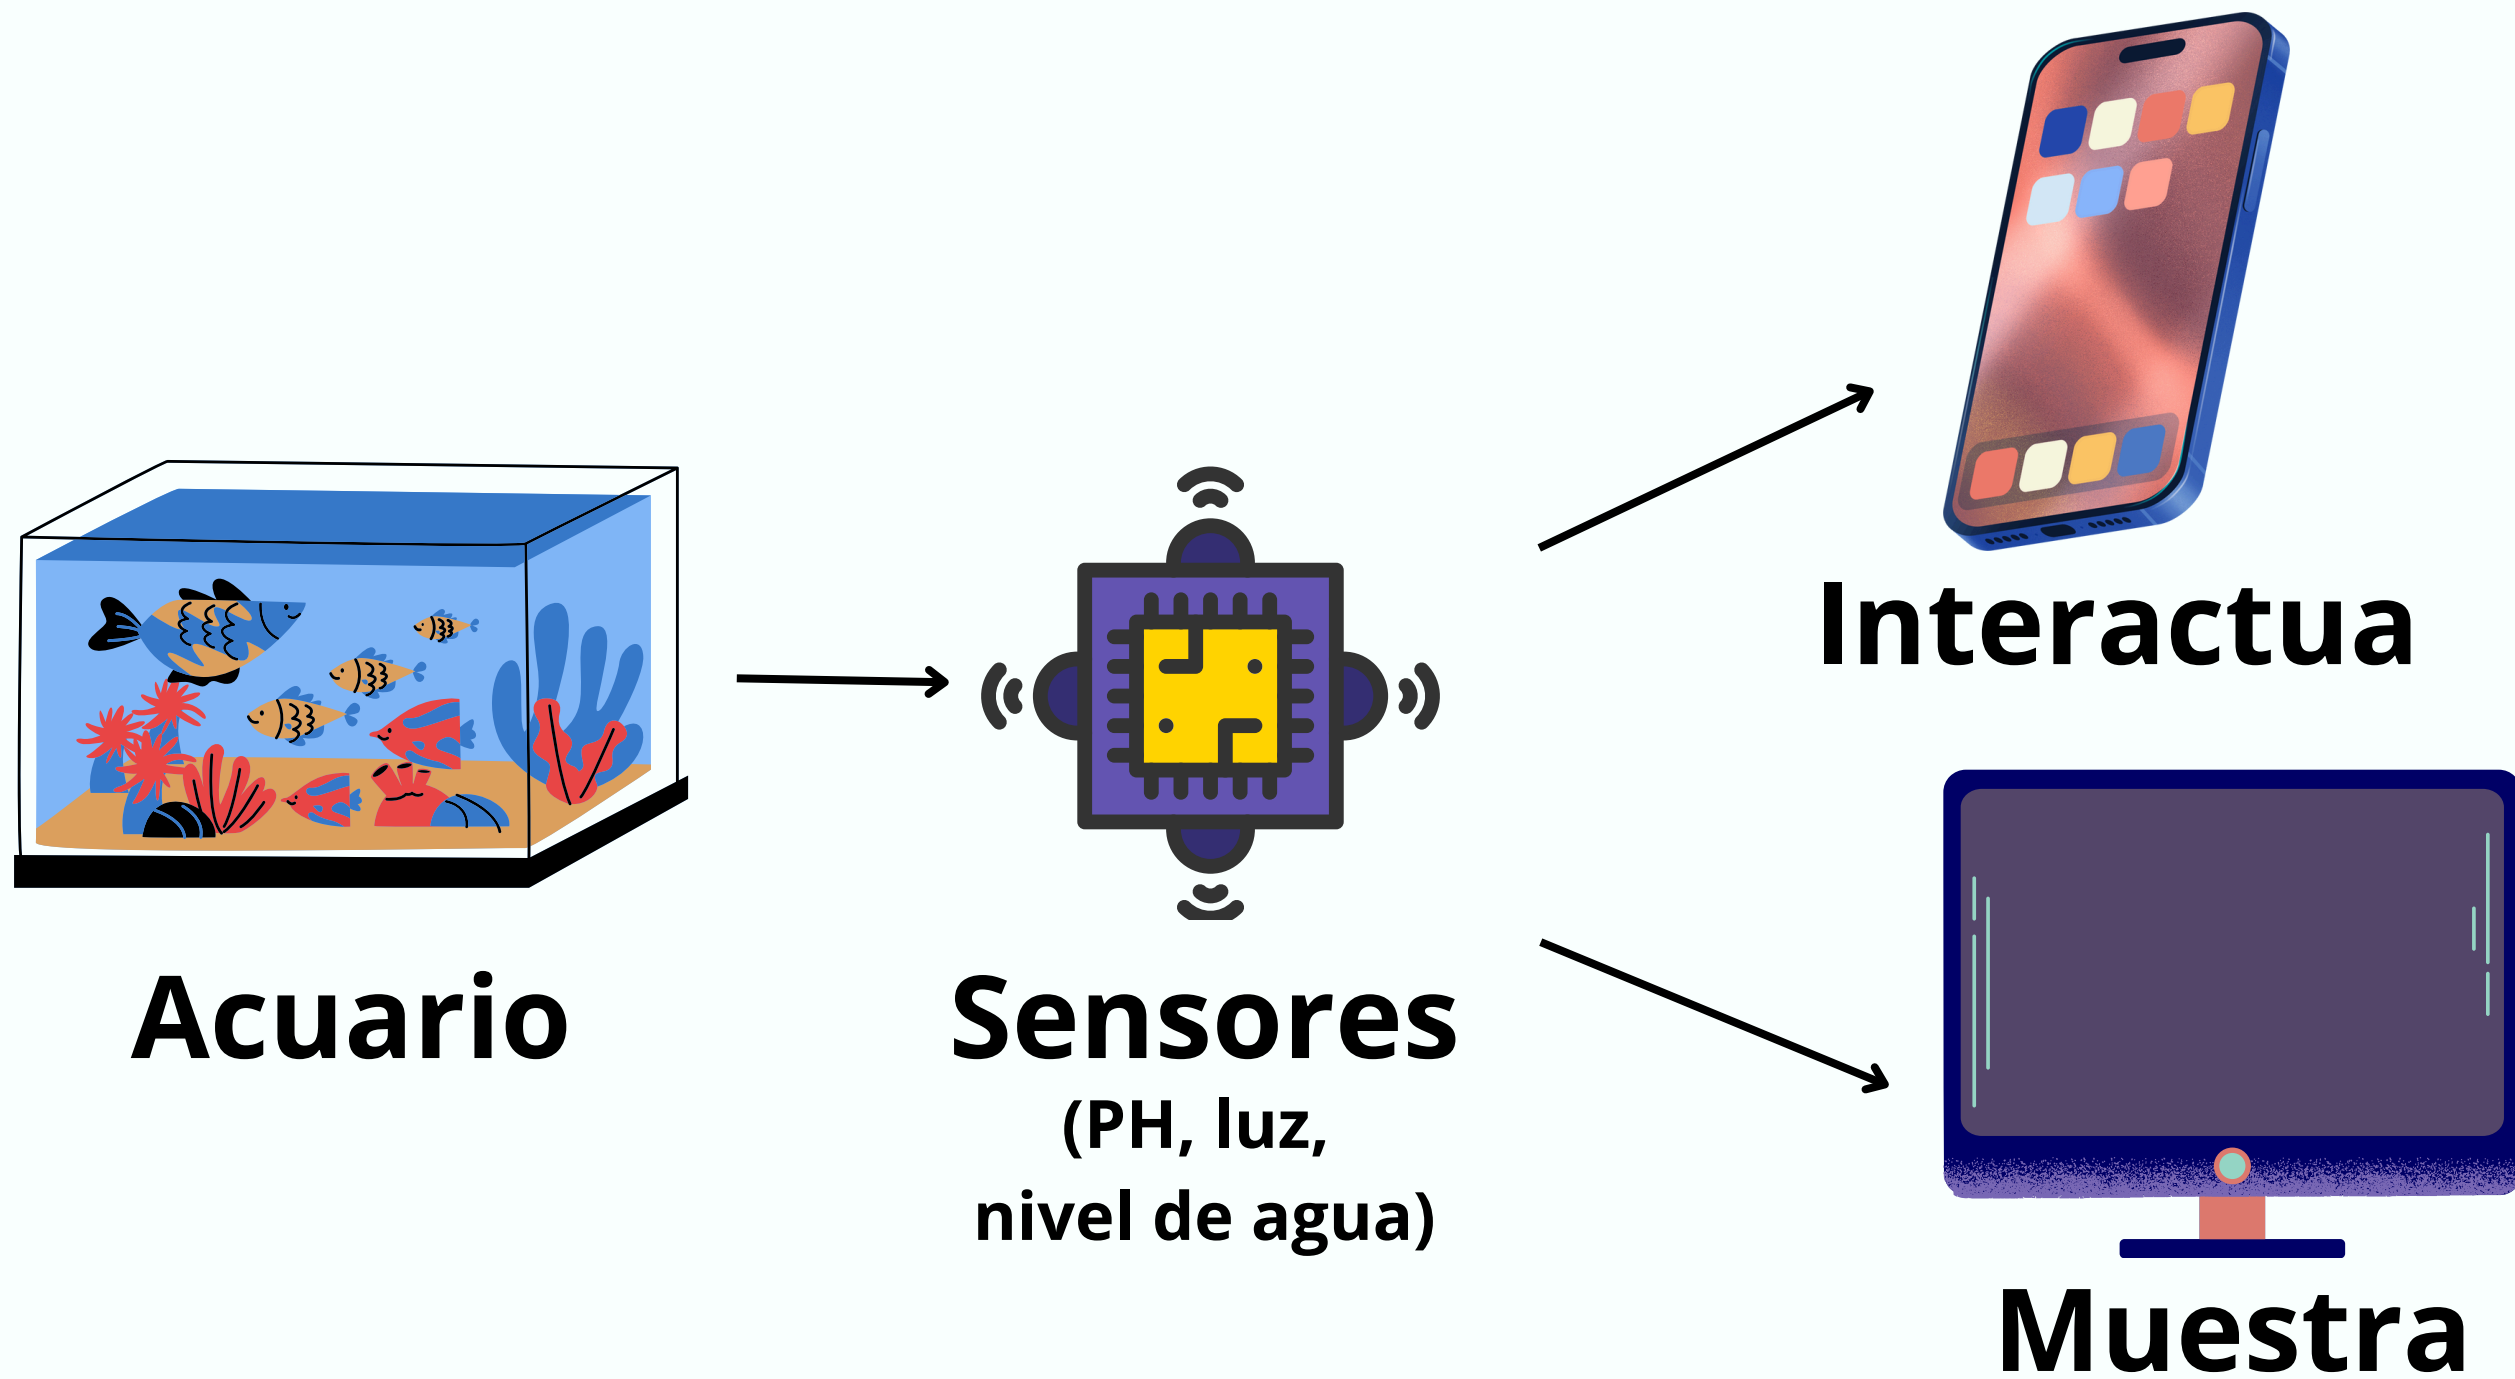 Interactua
Acuario
Sensores
(PH, luz,
nivel de agua)
Muestra